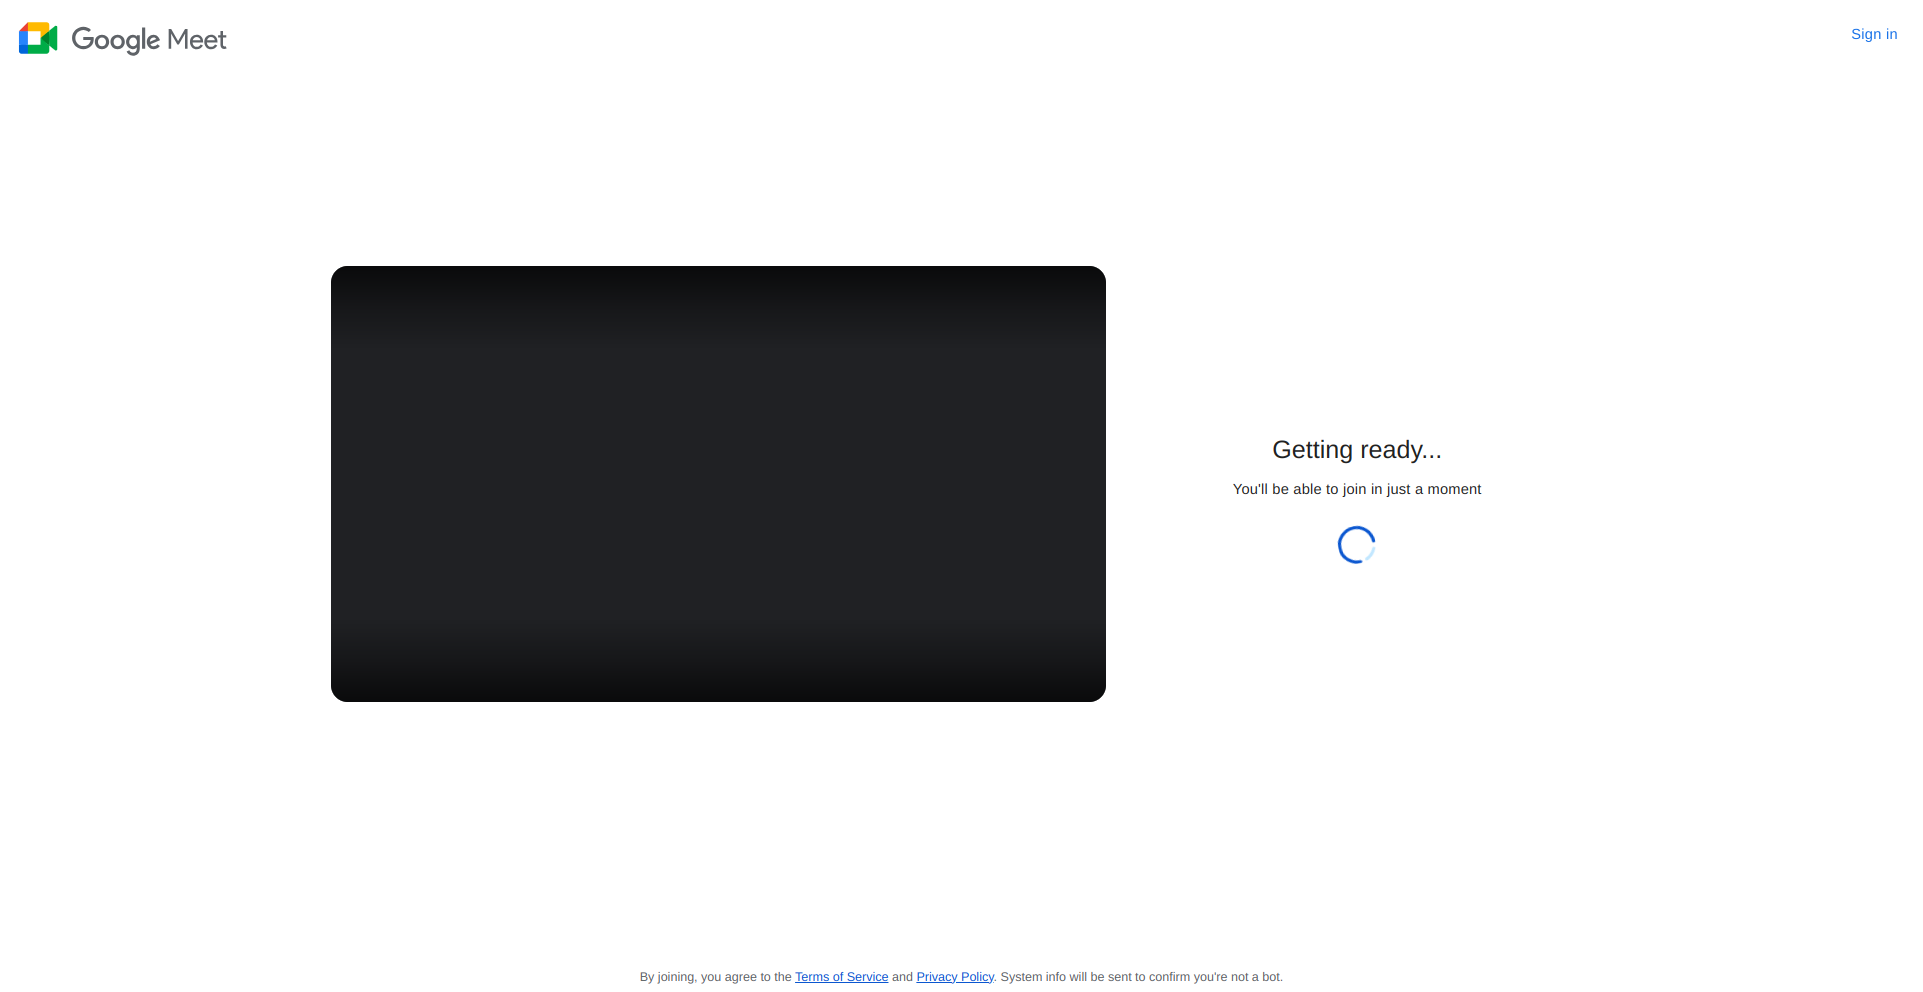 Google Meet
Sign in
Getting ready...
You'll be able to join in just a moment
By joining, you agree to the Terms of Service and Privacy Policy. System info will be sent to confirm you're not a bot.